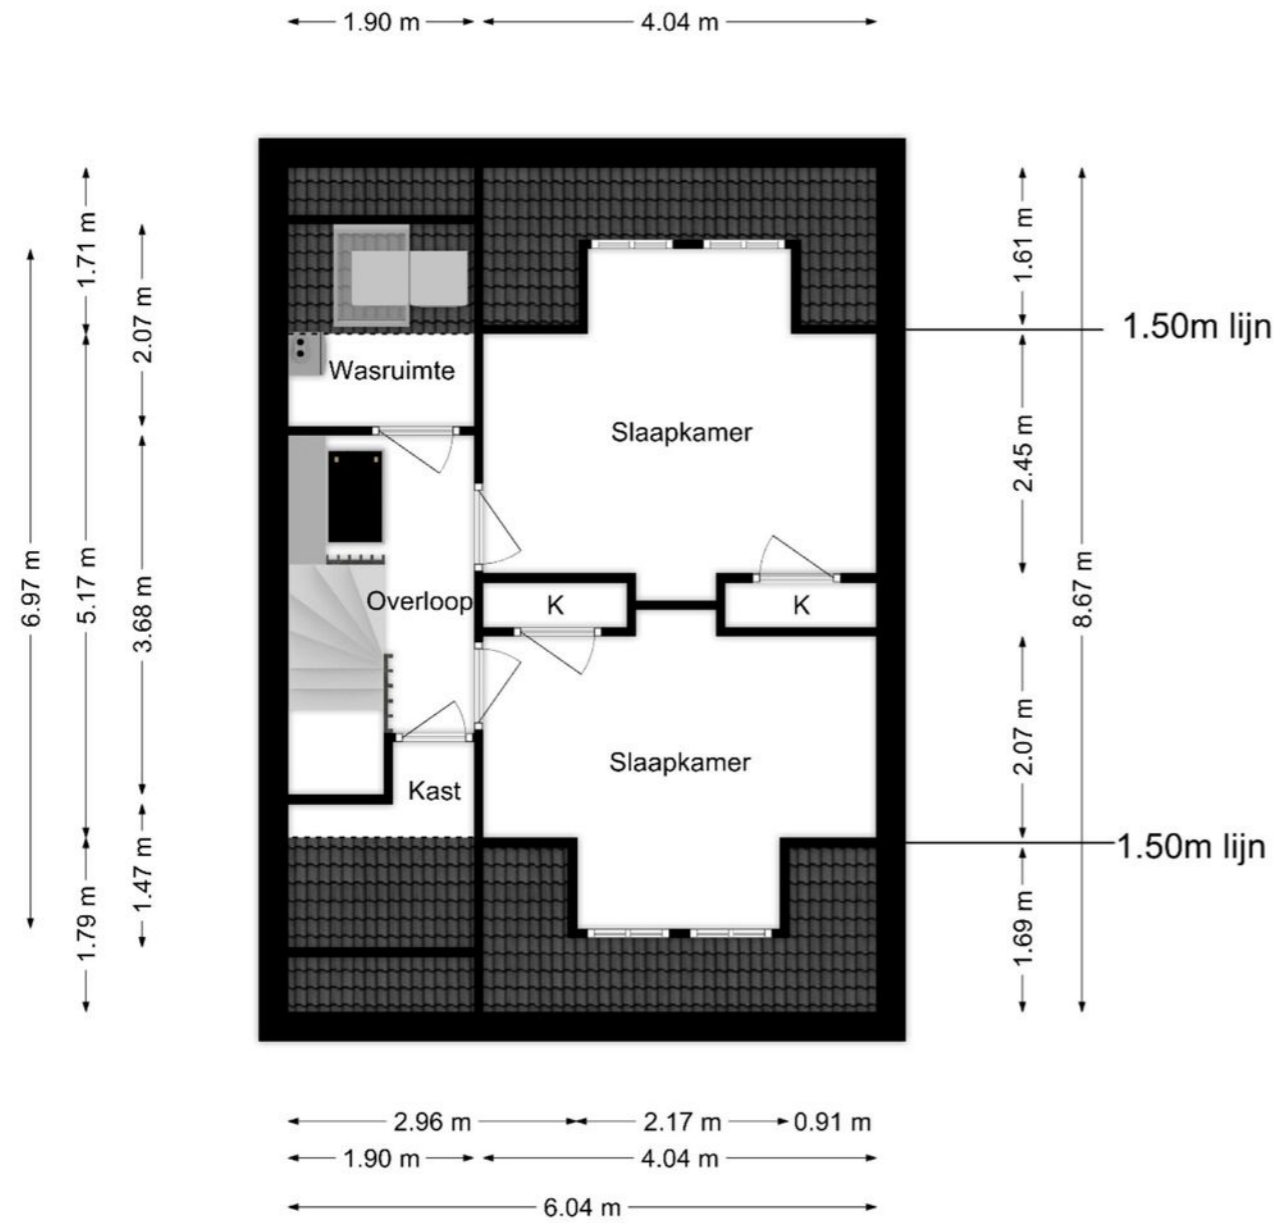 1.90 m
4.04 m
1.71 m
2.07 m
1.61 m
1.50m lijn
Wasruimte
Slaapkamer
2.45 m
6.97 m
5.17 m
3.68 m
Overloop
K
K
8.67 m
Slaapkamer
2.07 m
Kast
1.50m lijn
1.79 m
1.47 m
1.69 m
2.96 m
2.17 m
0.91 m
1.90 m
4.04 m
6.04 m